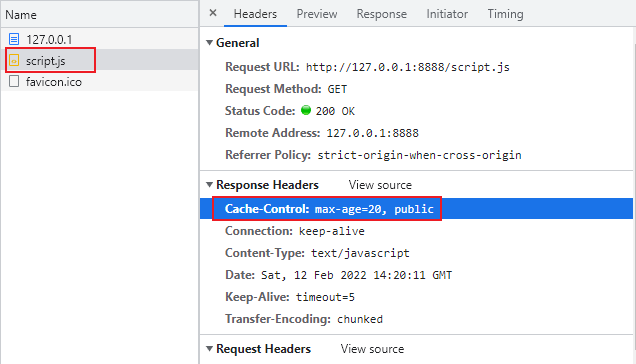 Name
127.0.0.1
script.js
favicon.ico
Headers Preview Response Initiator Timing
General
Request URL: http://127.0.0.1:8888/script.js
Request Method: GET
Status Code: 200 OK
Remote Address: 127.0.0.1:8888
Referrer Policy: strict-origin-when-cross-origin
Response Headers View source
Cache-Control: max-age=20, public
Connection: keep-alive
Content-Type: text/javascript
Date: Sat, 12 Feb 2022 14:20:11 GMT
Keep-Alive: timeout=5
Transfer-Encoding: chunked
Request Headers View source